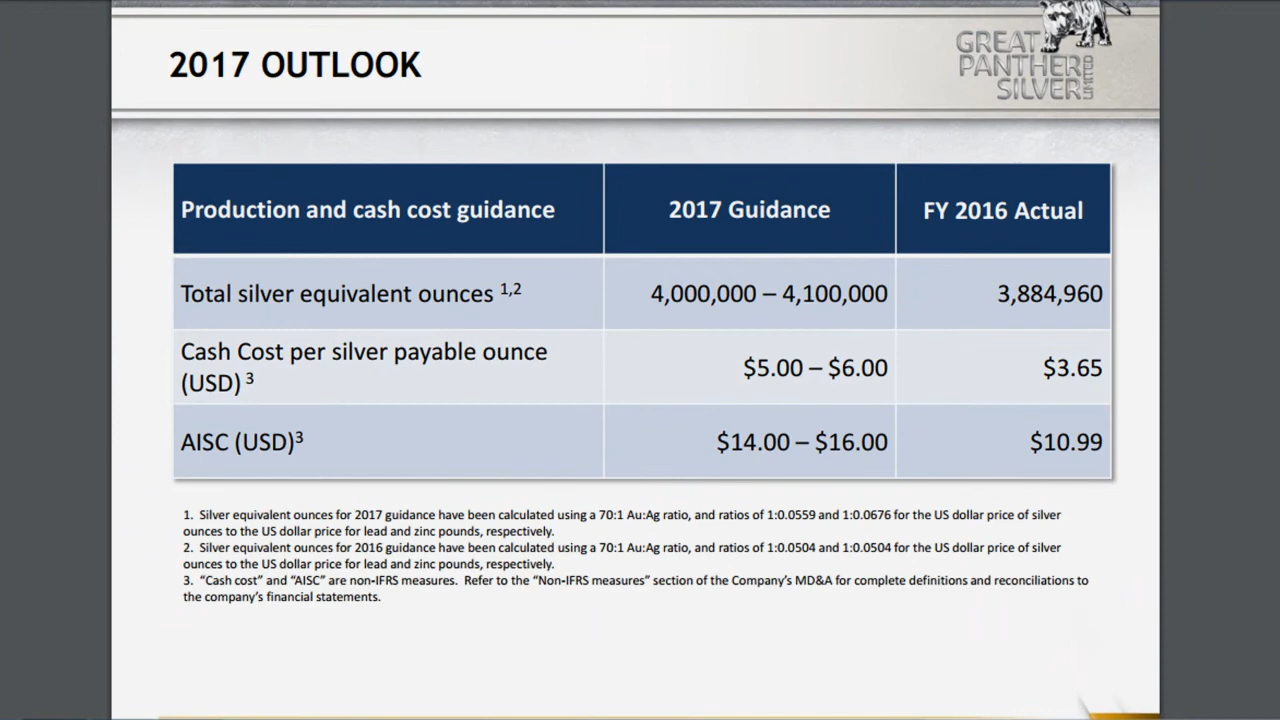 2017 OUTLOOK
GREAT
PANTHER
SILVER
LIMITED
Production and cash cost guidance
2017 Guidance
FY 2016 Actual
Total silver equivalent ounces 1,2
4,000,000 – 4,100,000
3,884,960
Cash Cost per silver payable ounce
(USD) 3
$5.00 – $6.00
$3.65
AISC (USD)3
$14.00 – $16.00
$10.99
1. Silver equivalent ounces for 2017 guidance have been calculated using a 70:1 Au:Ag ratio, and ratios of 1:0.0559 and 1:0.0676 for the US dollar price of silver
ounces to the US dollar price for lead and zinc pounds, respectively.
2. Silver equivalent ounces for 2016 guidance have been calculated using a 70:1 Au:Ag ratio, and ratios of 1:0.0504 and 1:0.0504 for the US dollar price of silver
ounces to the US dollar price for lead and zinc pounds, respectively.
3. “Cash cost” and “AISC” are non-IFRS measures. Refer to the “Non-IFRS measures” section of the Company’s MD&A for complete definitions and reconciliations to
the company’s financial statements.